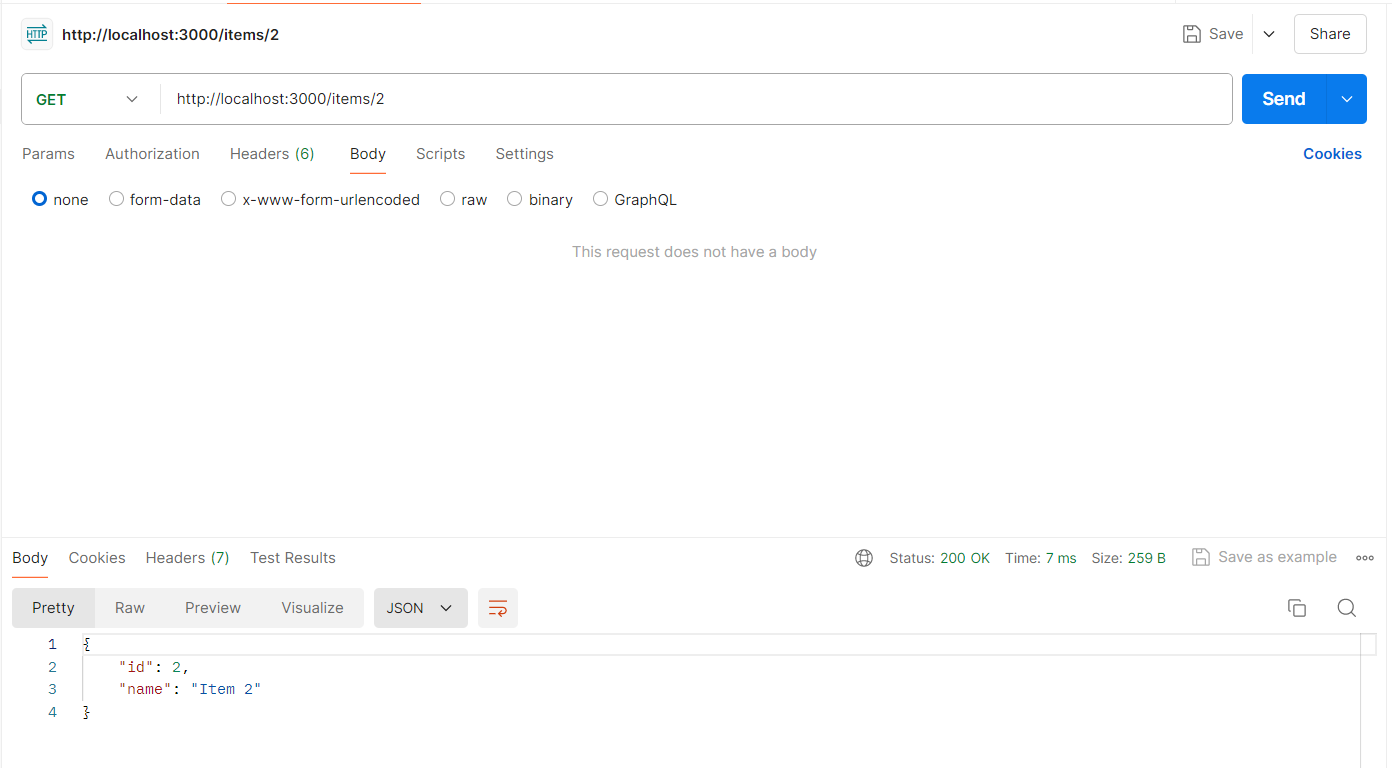 HTTP http://localhost:3000/items/2 Save Share
GET http://localhost:3000/items/2 Send
Params Authorization Headers (6) Body Scripts Settings Cookies
none form-data x-www-form-urlencoded raw binary GraphQL
This request does not have a body
Body Cookies Headers (7) Test Results Status: 200 OK Time: 7 ms Size: 259 B Save as example
Pretty Raw Preview Visualize JSON
1 {
2 "id": 2,
3 "name": "Item 2"
4 }